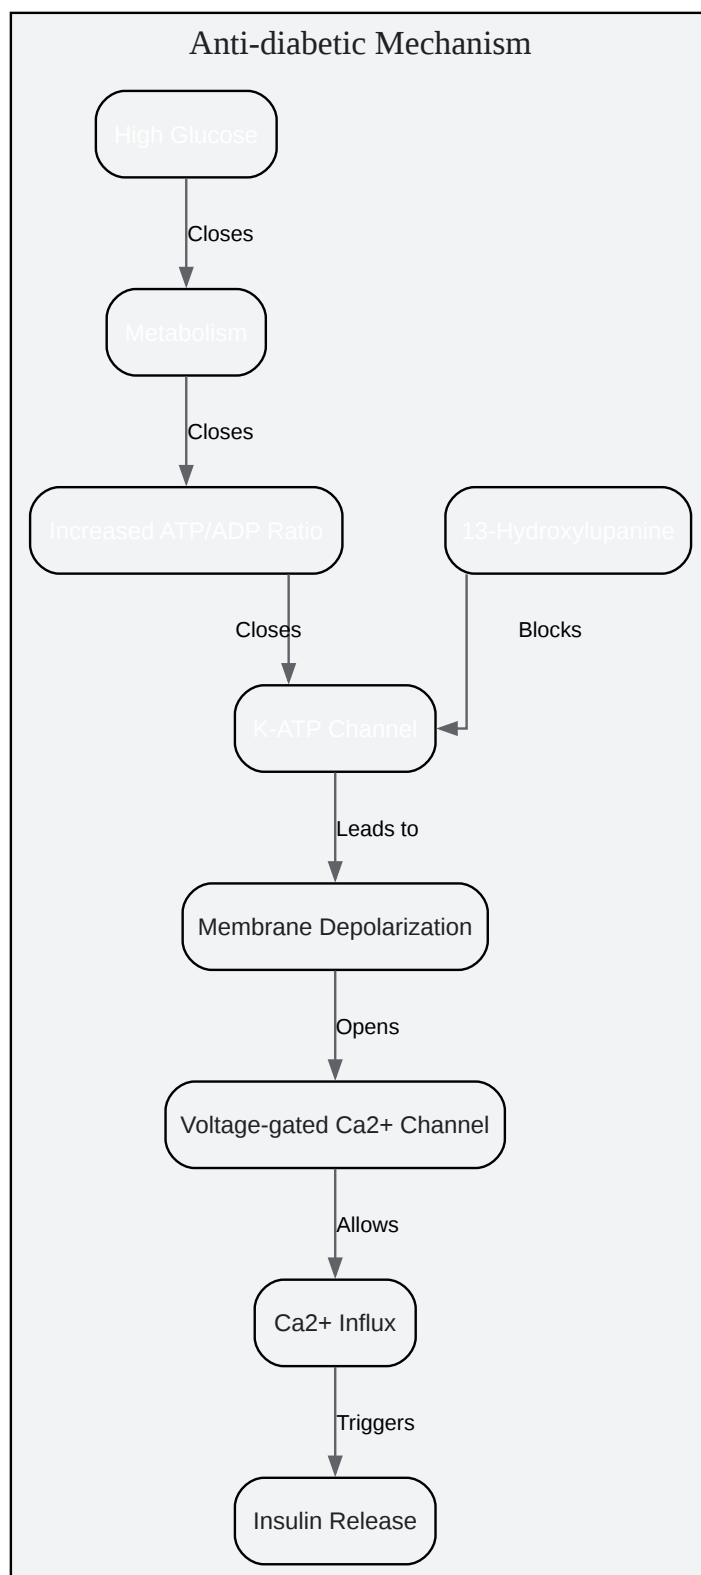 Anti-diabetic Mechanism
High Glucose
Closes
Metabolism
Closes
Increased ATP/ADP Ratio
13-Hydroxylupanine
Closes
Blocks
K-ATP Channel
Leads to
Membrane Depolarization
Opens
Voltage-gated Ca2+ Channel
Allows
Ca2+ Influx
Triggers
Insulin Release